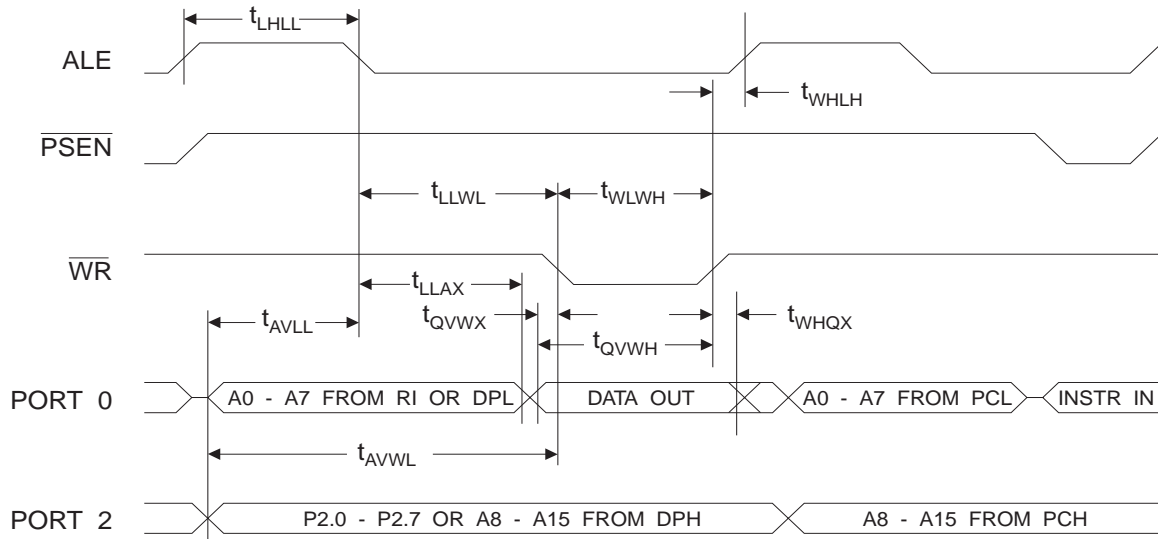 tLHLL
ALE
tWHLH
PSEN
tLLWL
tWLWH
WR
tLLAX
tQVWX
tWHQX
tAVLL
tQVWH
PORT 0
A0 - A7 FROM RI OR DPL
DATA OUT
A0 - A7 FROM PCL
INSTR IN
tAVWL
PORT 2
P2.0 - P2.7 OR A8 - A15 FROM DPH
A8 - A15 FROM PCH